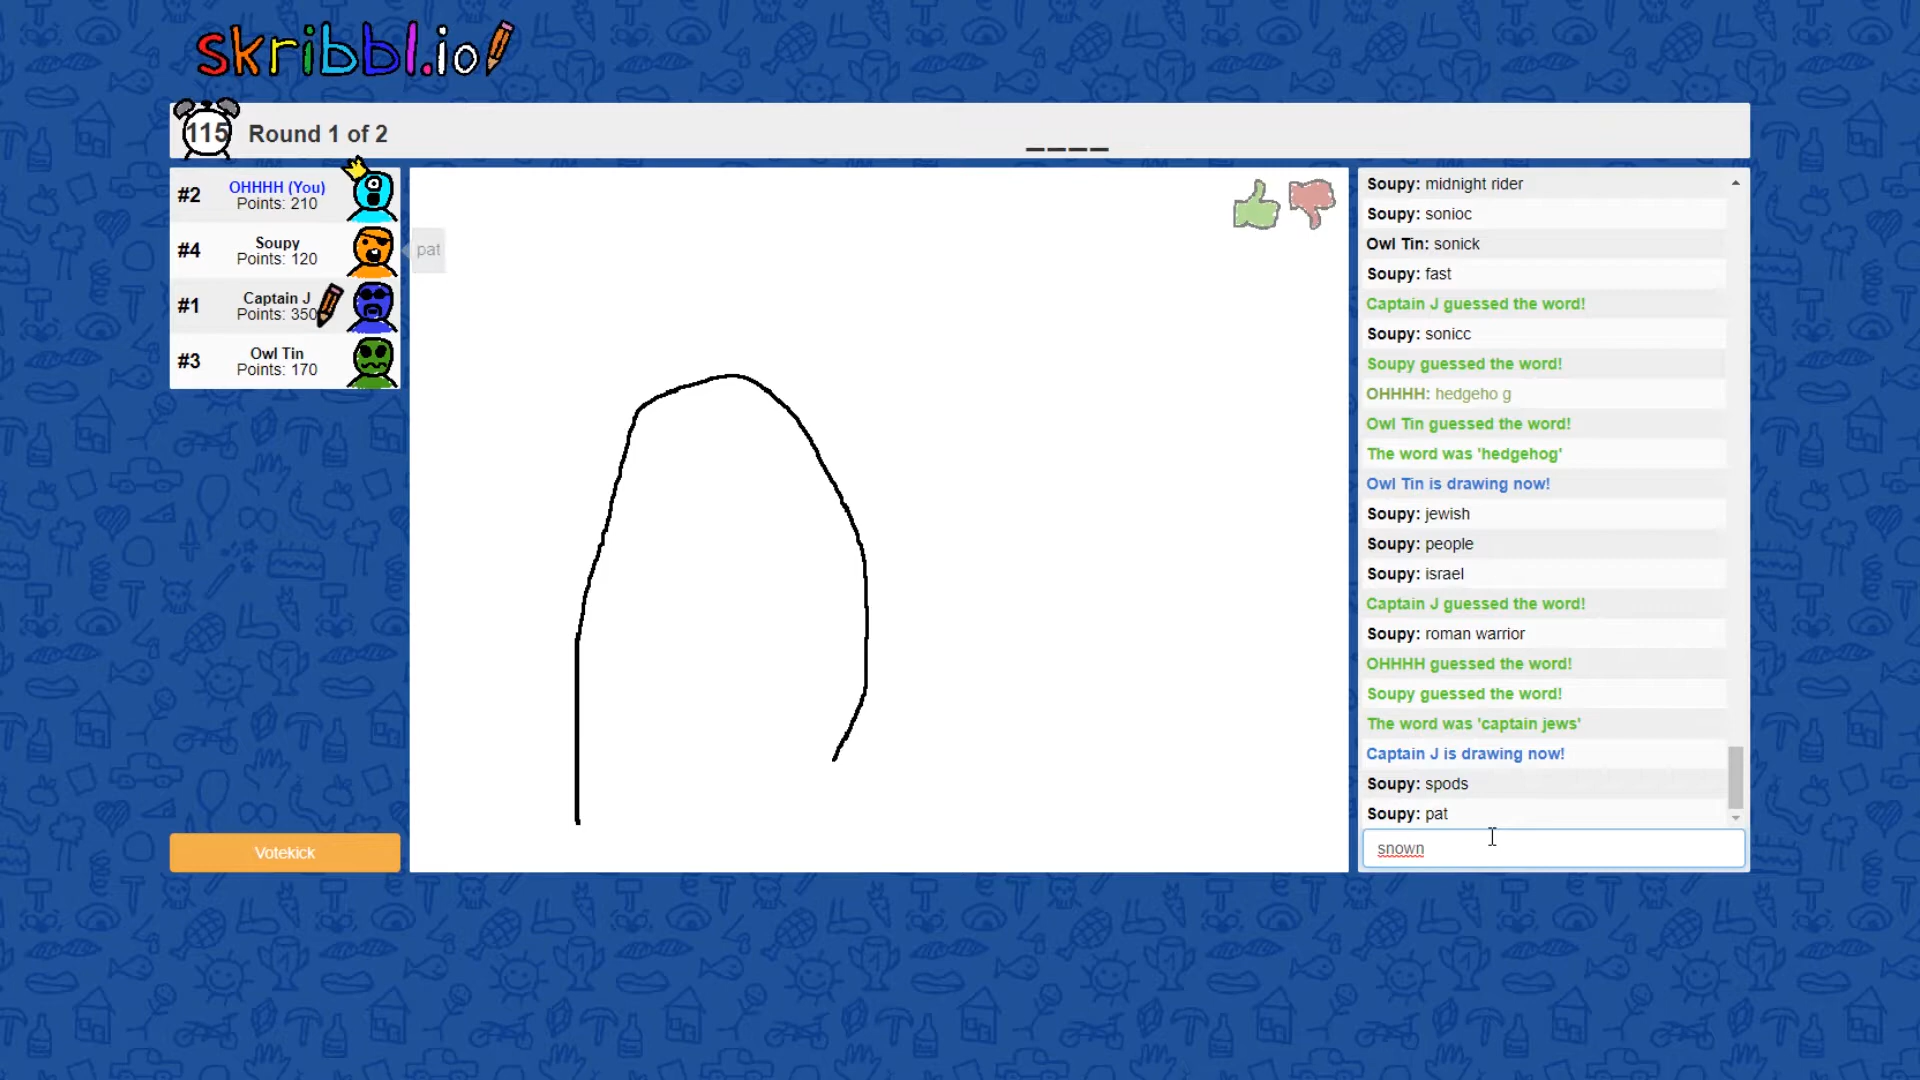 skribbl.io
115
Round 1 of 2
_ _ _ _
#2
OHHHH (You)
Points: 210
#4
Soupy
Points: 120
pat
#1
Captain J
Points: 350
#3
Owl Tin
Points: 170
Votekick
Soupy: midnight rider
Soupy: sonioc
Owl Tin: sonick
Soupy: fast
Captain J guessed the word!
Soupy: sonicc
Soupy guessed the word!
OHHHH: hedgeho g
Owl Tin guessed the word!
The word was 'hedgehog'
Owl Tin is drawing now!
Soupy: jewish
Soupy: people
Soupy: israel
Captain J guessed the word!
Soupy: roman warrior
OHHHH guessed the word!
Soupy guessed the word!
The word was 'captain jews'
Captain J is drawing now!
Soupy: spods
Soupy: pat
snown